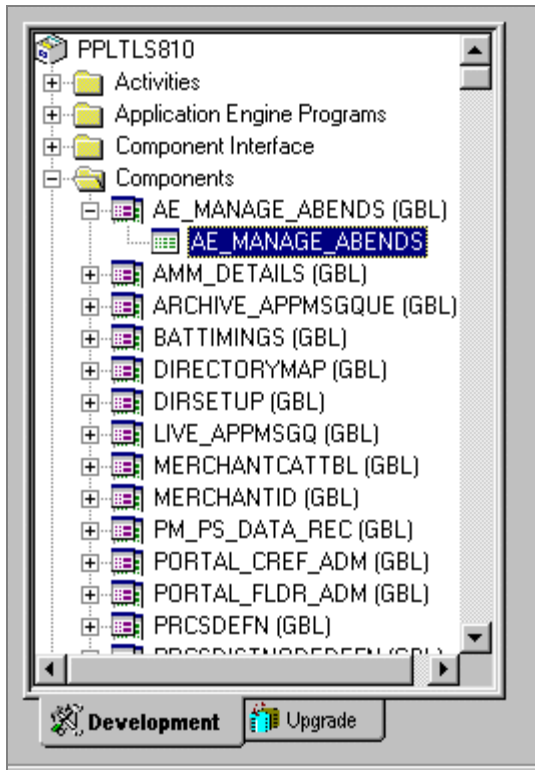 PPLTLS810
Activities
Application Engine Programs
Component Interface
Components
AE_MANAGE_ABENDS (GBL)
AE_MANAGE_ABENDS
AMM_DETAILS (GBL)
ARCHIVE_APPMSGQUE (GBL)
BATTIMINGS (GBL)
DIRECTORYMAP (GBL)
DIRSETUP (GBL)
LIVE_APPMSGQ (GBL)
MERCHANTCATTBL (GBL)
MERCHANTID (GBL)
PM_PS_DATA_REC (GBL)
PORTAL_CREF_ADM (GBL)
PORTAL_FLDR_ADM (GBL)
PRCSDEFN (GBL)
Development Upgrade